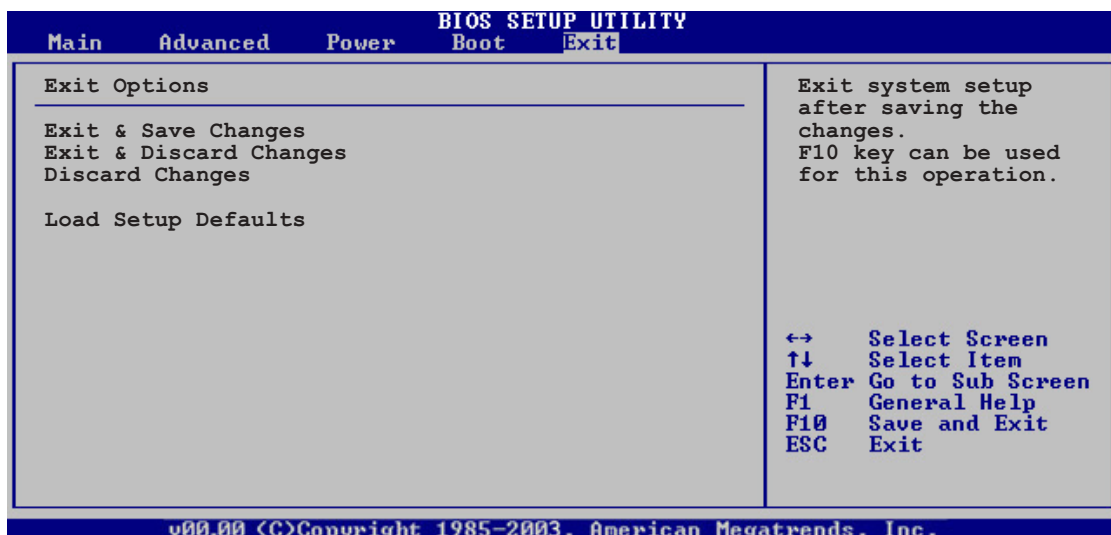 BIOS SETUP UTILITY
Main Advanced Power Boot Exit
Exit Options
Exit & Save Changes
Exit & Discard Changes
Discard Changes
Load Setup Defaults
Exit system setup
after saving the
changes.
F10 key can be used
for this operation.
←→ Select Screen
↑↓ Select Item
Enter Go to Sub Screen
F1 General Help
F10 Save and Exit
ESC Exit
v00.00 (C)Copyright 1985-2003, American Megatrends, Inc.